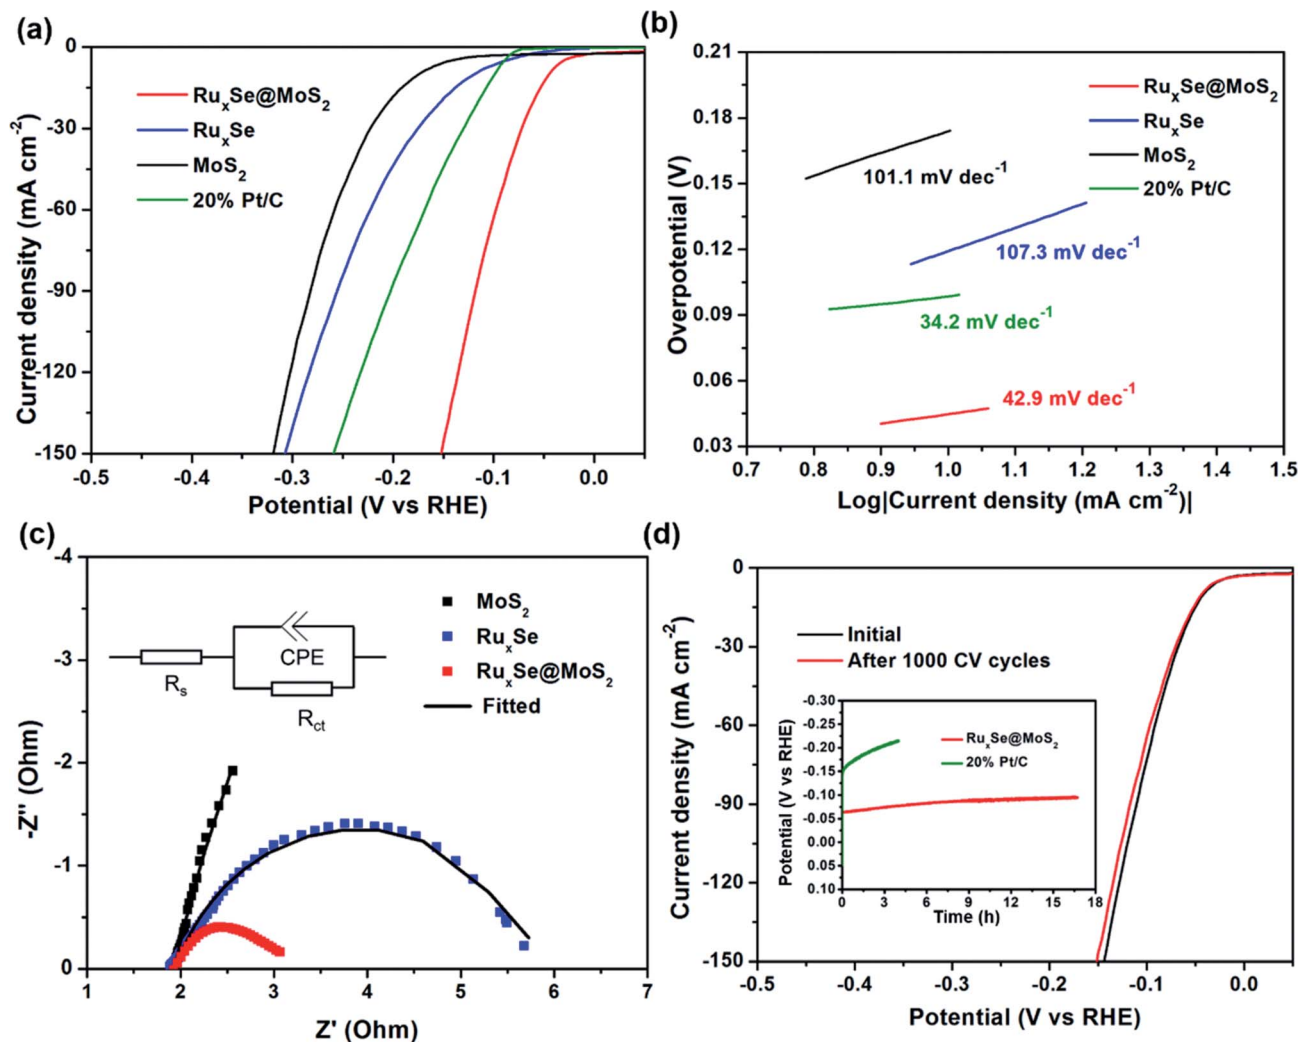 (a)
0
-30
-60
-90
-120
-150
Current density (mA cm⁻²)
RuₓSe@MoS₂
RuₓSe
MoS₂
20% Pt/C
-0.5 -0.4 -0.3 -0.2 -0.1 0.0
Potential (V vs RHE)
(b)
0.21
0.18
0.15
0.12
0.09
0.06
0.03
Overpotential (V)
RuₓSe@MoS₂
RuₓSe
MoS₂
20% Pt/C
101.1 mV dec⁻¹
107.3 mV dec⁻¹
34.2 mV dec⁻¹
42.9 mV dec⁻¹
0.7 0.8 0.9 1.0 1.1 1.2 1.3 1.4 1.5
Log|Current density (mA cm⁻²)|
(c)
-4
-3
-2
-1
0
-Z'' (Ohm)
Rₛ
CPE
R_ct
MoS₂
RuₓSe
RuₓSe@MoS₂
Fitted
1 2 3 4 5 6 7
Z' (Ohm)
(d)
0
-30
-60
-90
-120
-150
Current density (mA cm⁻²)
Initial
After 1000 CV cycles
-0.30
-0.20
-0.15
-0.10
-0.05
0.00
0.05
0.10
Potential (V vs RHE)
RuₓSe@MoS₂
20% Pt/C
0 3 6 9 12 15 18
Time (h)
-0.5 -0.4 -0.3 -0.2 -0.1 0.0
Potential (V vs RHE)